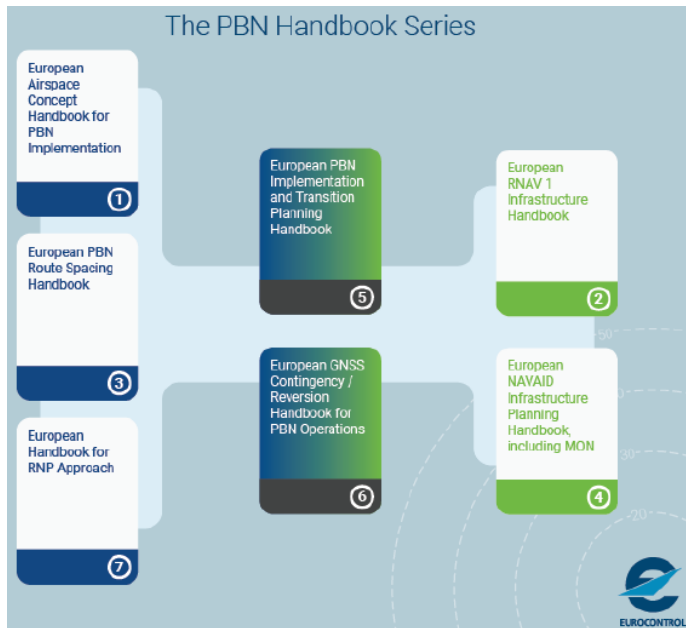 The PBN Handbook Series
European
Airspace
Concept
Handbook for
PBN
Implementation
1
European PBN
Route Spacing
Handbook
3
European
Handbook for
RNP Approach
7
European PBN
Implementation
and Transition
Planning
Handbook
5
European GNSS
Contingency /
Reversion
Handbook for
PBN Operations
6
European
RNAV 1
Infrastructure
Handbook
2
European
NAVAID
Infrastructure
Planning
Handbook,
including MON
4
50
30
20
EUROCONTROL